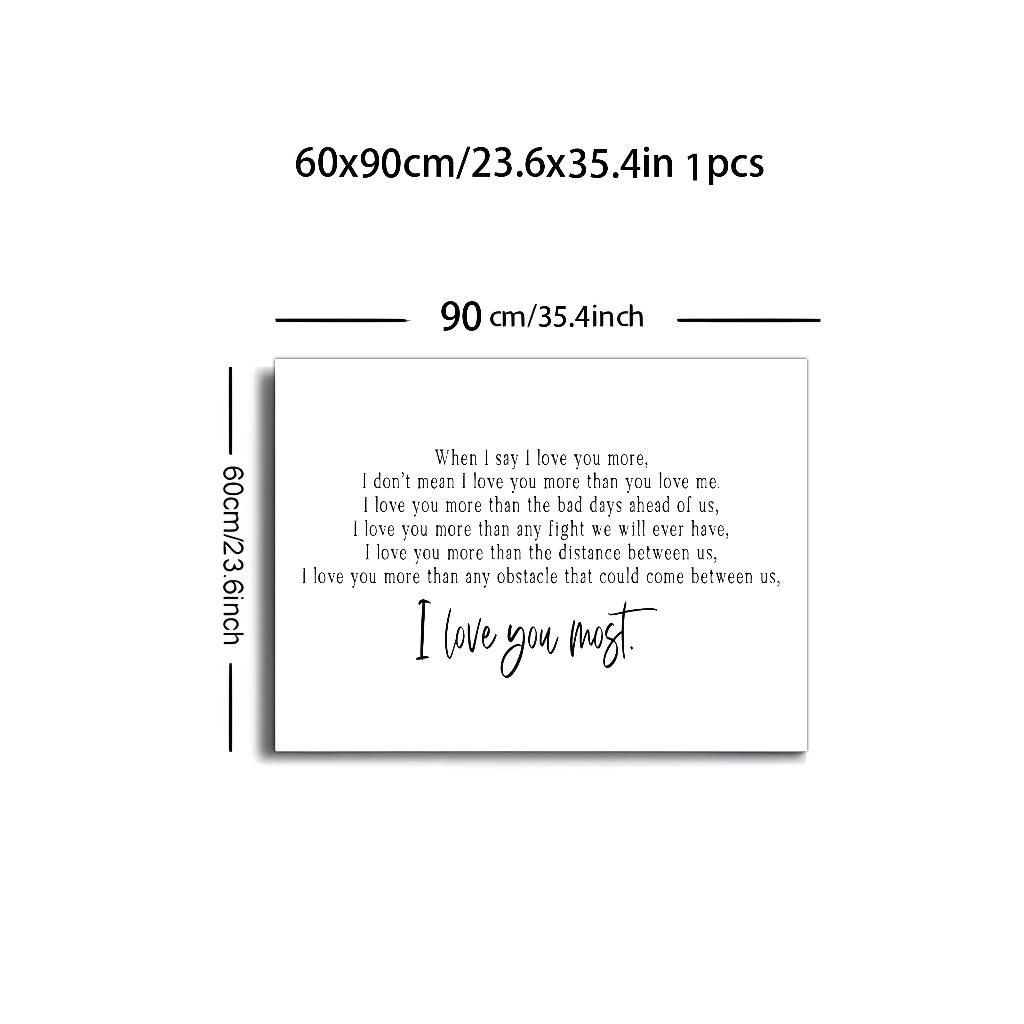 60x90cm/23.6x35.4in 1pcs
90 cm/35.4inch
60cm/23.6inch
When I say I love you more,
I don't mean I love you more than you love me.
I love you more than the bad days ahead of us,
I love you more than any fight we will ever have,
I love you more than the distance between us,
I love you more than any obstacle that could come between us,
I love you most.